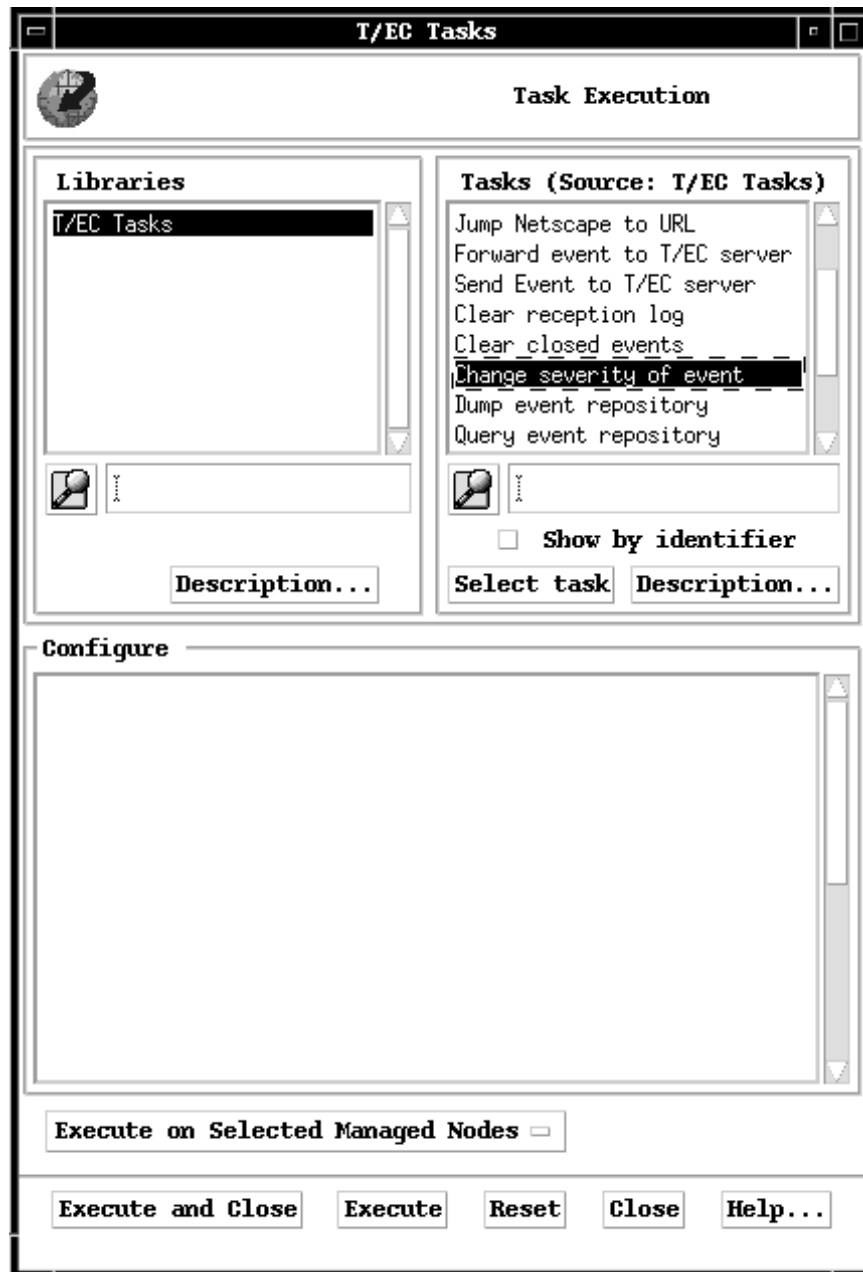 T/EC Tasks
Task Execution
Libraries
T/EC Tasks
Description...
Tasks (Source: T/EC Tasks)
Jump Netscape to URL
Forward event to T/EC server
Send Event to T/EC server
Clear reception log
Clear closed events
Change severity of event
Dump event repository
Query event repository
Show by identifier
Select task
Description...
Configure
Execute on Selected Managed Nodes
Execute and Close
Execute
Reset
Close
Help...